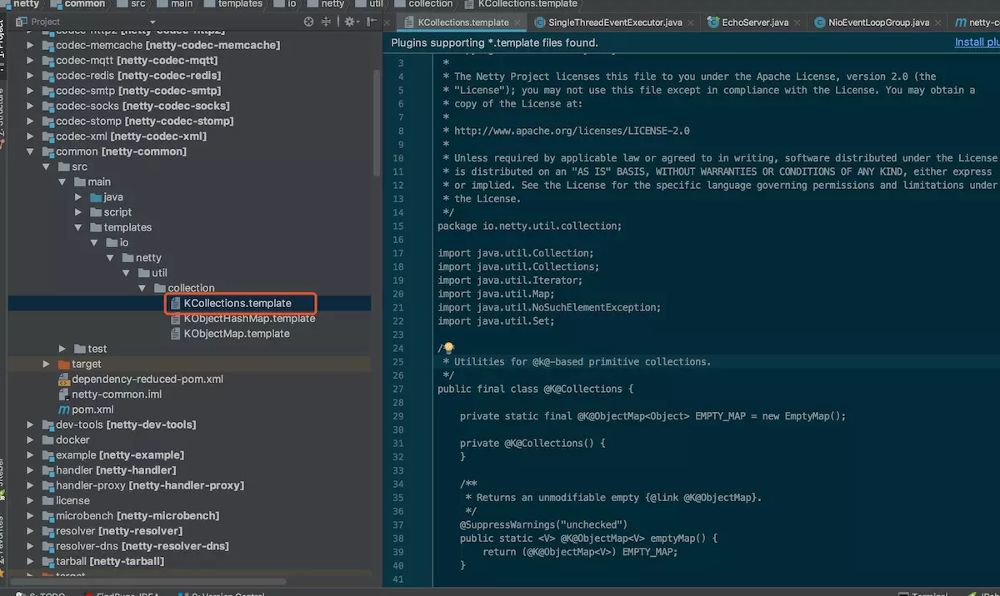 netty common src main templates io netty util collection KCollections.template
Project
KCollections.template SingleThreadEventExecutor.java EchoServer.java NioEventLoopGroup.java
Plugins supporting *.template files found.
codec-memcache [netty-codec-memcache]
codec-mqtt [netty-codec-mqtt]
codec-redis [netty-codec-redis]
codec-smtp [netty-codec-smtp]
codec-socks [netty-codec-socks]
codec-stomp [netty-codec-stomp]
codec-xml [netty-codec-xml]
common [netty-common]
src
main
java
script
templates
io
netty
util
collection
KCollections.template
KObjectHashMap.template
KObjectMap.template
test
target
dependency-reduced-pom.xml
netty-common.iml
pom.xml
dev-tools [netty-dev-tools]
docker
example [netty-example]
handler [netty-handler]
handler-proxy [netty-handler-proxy]
license
microbench [netty-microbench]
resolver [netty-resolver]
resolver-dns [netty-resolver-dns]
tarball [netty-tarball]
3 *
4 * The Netty Project licenses this file to you under the Apache License, version 2.0 (the
5 * "License"); you may not use this file except in compliance with the License. You may obtain a
6 * copy of the License at:
7 *
8 * http://www.apache.org/licenses/LICENSE-2.0
9 *
10 * Unless required by applicable law or agreed to in writing, software distributed under the License
11 * is distributed on an "AS IS" BASIS, WITHOUT WARRANTIES OR CONDITIONS OF ANY KIND, either express
12 * or implied. See the License for the specific language governing permissions and limitations under
13 * the License.
14 */
15 package io.netty.util.collection;
16
17 import java.util.Collection;
18 import java.util.Collections;
19 import java.util.Iterator;
20 import java.util.Map;
21 import java.util.NoSuchElementException;
22 import java.util.Set;
23
24 /
25 * Utilities for @k@-based primitive collections.
26 */
27 public final class @K@Collections {
28
29 private static final @K@ObjectMap<Object> EMPTY_MAP = new EmptyMap();
30
31 private @K@Collections() {
32 }
33
34 /**
35 * Returns an unmodifiable empty {@link @K@ObjectMap}.
36 */
37 @SuppressWarnings("unchecked")
38 public static <V> @K@ObjectMap<V> emptyMap() {
39 return (@K@ObjectMap<V>) EMPTY_MAP;
40 }
41